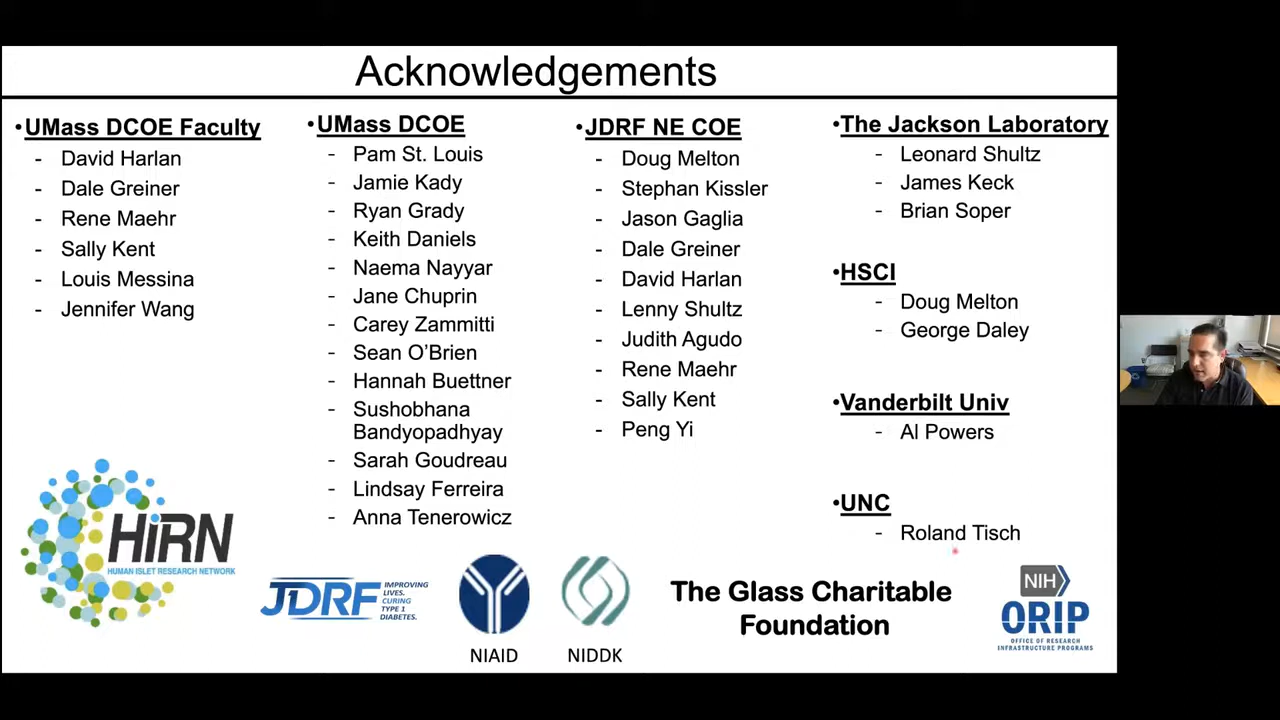 Acknowledgements
•UMass DCOE Faculty
- David Harlan
- Dale Greiner
- Rene Maehr
- Sally Kent
- Louis Messina
- Jennifer Wang
•UMass DCOE
- Pam St. Louis
- Jamie Kady
- Ryan Grady
- Keith Daniels
- Naema Nayyar
- Jane Chuprin
- Carey Zammitti
- Sean O’Brien
- Hannah Buettner
- Sushobhana
Bandyopadhyay
- Sarah Goudreau
- Lindsay Ferreira
- Anna Tenerowicz
•JDRF NE COE
- Doug Melton
- Stephan Kissler
- Jason Gaglia
- Dale Greiner
- David Harlan
- Lenny Shultz
- Judith Agudo
- Rene Maehr
- Sally Kent
- Peng Yi
•The Jackson Laboratory
- Leonard Shultz
- James Keck
- Brian Soper
•HSCI
- Doug Melton
- George Daley
•Vanderbilt Univ
- Al Powers
•UNC
- Roland Tisch
HiRN
HUMAN ISLET RESEARCH NETWORK
JDRF
IMPROVING
LIVES.
CURING
TYPE 1
DIABETES.
NIAID
NIDDK
The Glass Charitable
Foundation
NIH
ORIP
OFFICE OF RESEARCH
INFRASTRUCTURE PROGRAMS